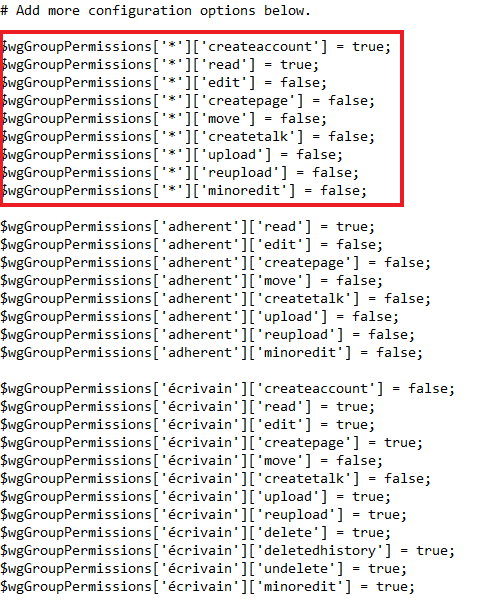 # Add more configuration options below.
$wgGroupPermissions['*']['createaccount'] = true;
$wgGroupPermissions['*']['read'] = true;
$wgGroupPermissions['*']['edit'] = false;
$wgGroupPermissions['*']['createpage'] = false;
$wgGroupPermissions['*']['move'] = false;
$wgGroupPermissions['*']['createtalk'] = false;
$wgGroupPermissions['*']['upload'] = false;
$wgGroupPermissions['*']['reupload'] = false;
$wgGroupPermissions['*']['minoredit'] = false;
$wgGroupPermissions['adherent']['read'] = true;
$wgGroupPermissions['adherent']['edit'] = false;
$wgGroupPermissions['adherent']['createpage'] = false;
$wgGroupPermissions['adherent']['move'] = false;
$wgGroupPermissions['adherent']['createtalk'] = false;
$wgGroupPermissions['adherent']['upload'] = false;
$wgGroupPermissions['adherent']['reupload'] = false;
$wgGroupPermissions['adherent']['minoredit'] = false;
$wgGroupPermissions['écrivain']['createaccount'] = false;
$wgGroupPermissions['écrivain']['read'] = true;
$wgGroupPermissions['écrivain']['edit'] = true;
$wgGroupPermissions['écrivain']['createpage'] = true;
$wgGroupPermissions['écrivain']['move'] = false;
$wgGroupPermissions['écrivain']['createtalk'] = false;
$wgGroupPermissions['écrivain']['upload'] = true;
$wgGroupPermissions['écrivain']['reupload'] = true;
$wgGroupPermissions['écrivain']['delete'] = true;
$wgGroupPermissions['écrivain']['deletedhistory'] = true;
$wgGroupPermissions['écrivain']['undelete'] = true;
$wgGroupPermissions['écrivain']['minoredit'] = true;